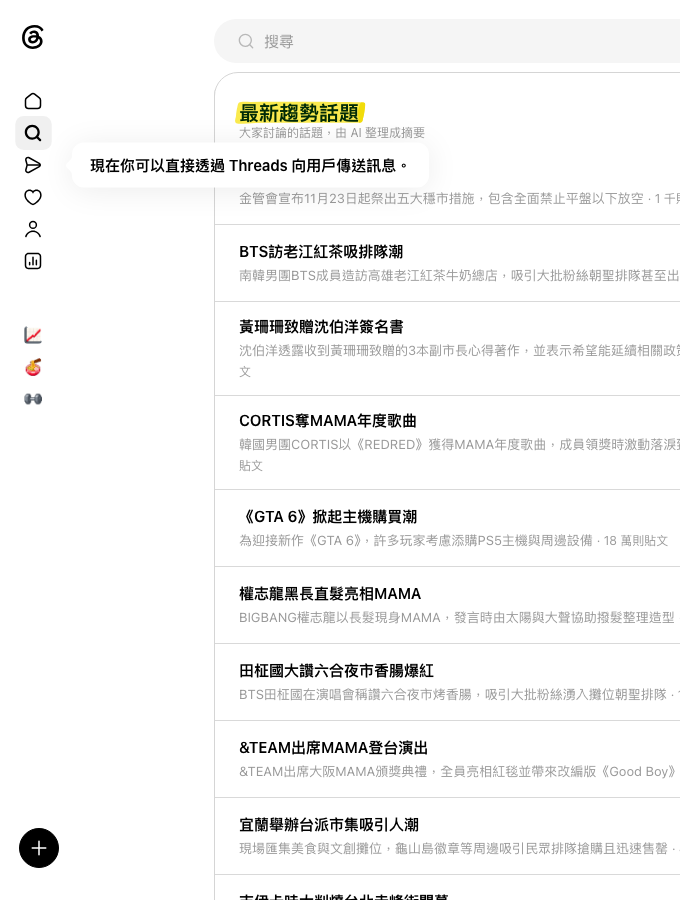 搜尋
最新趨勢話題
大家討論的話題，由 AI 整理成摘要
現在你可以直接透過 Threads 向用戶傳送訊息。
金管會宣布11月23日起祭出五大穩市措施，包含全面禁止平盤以下放空 · 1 千
BTS訪老江紅茶吸排隊潮
南韓男團BTS成員造訪高雄老江紅茶牛奶總店，吸引大批粉絲朝聖排隊甚至出
黃珊珊致贈沈伯洋簽名書
沈伯洋透露收到黃珊珊致贈的3本副市長心得著作，並表示希望能延續相關政
文
CORTIS奪MAMA年度歌曲
韓國男團CORTIS以《REDRED》獲得MAMA年度歌曲，成員領獎時激動落淚
貼文
《GTA 6》掀起主機購買潮
為迎接新作《GTA 6》，許多玩家考慮添購PS5主機與周邊設備 · 18 萬則貼文
權志龍黑長直髮亮相MAMA
BIGBANG權志龍以長髮現身MAMA，發言時由太陽與大聲協助撥髮整理造型
田柾國大讚六合夜市香腸爆紅
BTS田柾國在演唱會稱讚六合夜市烤香腸，吸引大批粉絲湧入攤位朝聖排隊 ·
&TEAM出席MAMA登台演出
&TEAM出席大阪MAMA頒獎典禮，全員亮相紅毯並帶來改編版《Good Boy》
宜蘭舉辦台派市集吸引人潮
現場匯集美食與文創攤位，龜山島徽章等周邊吸引民眾排隊搶購且迅速售罄 ·